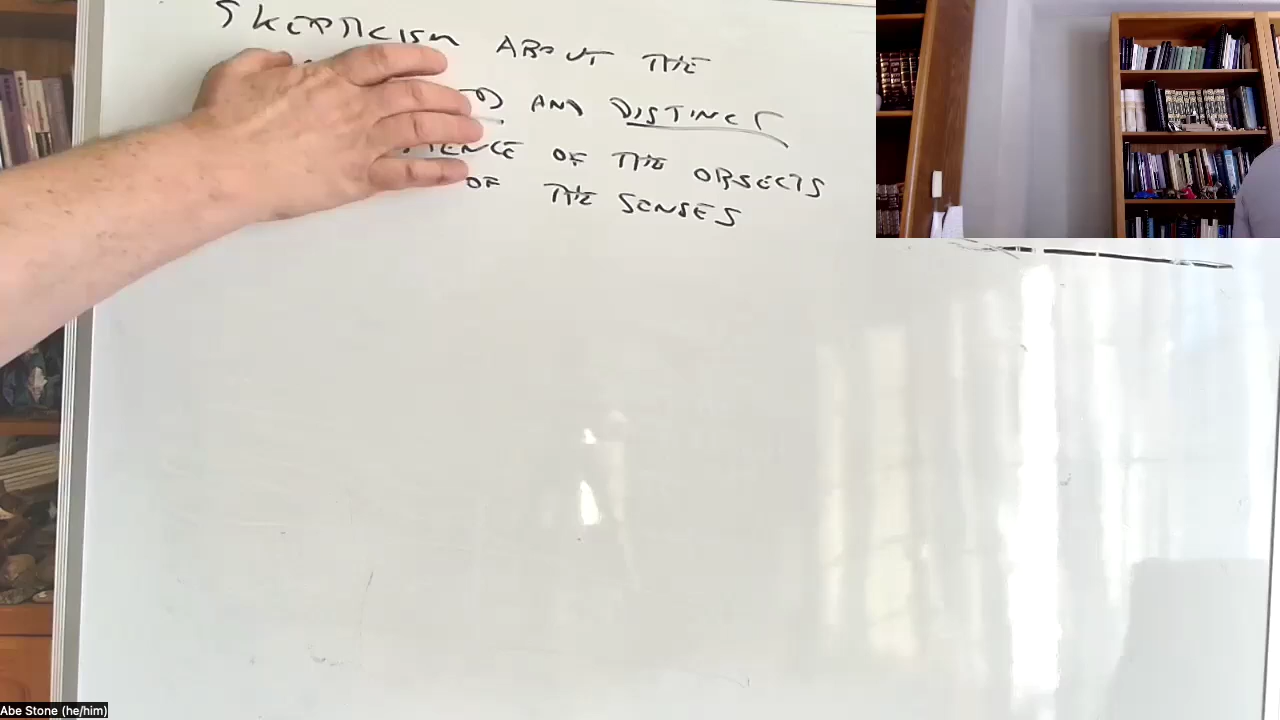 SKEPTICISM ABOUT THE
AND DISTINCT
OF THE OBJECTS
OF THE SENSES
Abe Stone (he/him)